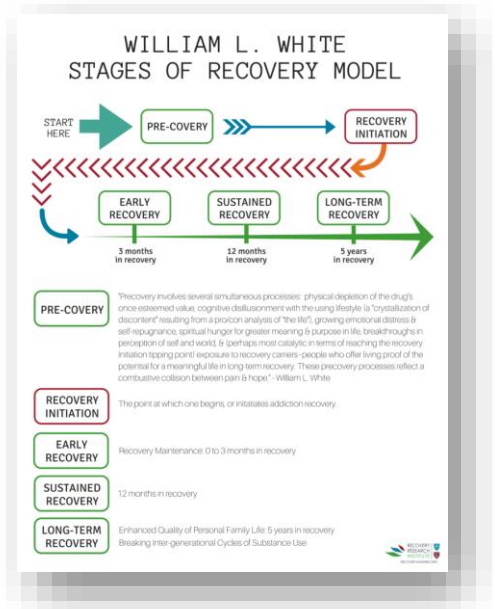 WILLIAM L. WHITE
STAGES OF RECOVERY MODEL
START
HERE
PRE-COVERY
RECOVERY
INITIATION
EARLY
RECOVERY
SUSTAINED
RECOVERY
LONG-TERM
RECOVERY
3 months
in recovery
12 months
in recovery
5 years
in recovery
PRE-COVERY
"Precovery involves several simultaneous processes: physical depletion of the drug's
once esteemed value, cognitive disillusionment with the using lifestyle (a "crystallization of
discontent" resulting from a pro/con analysis of "the life"), growing emotional distress &
self-repugnance, spiritual hunger for greater meaning & purpose in life, breakthroughs in
perception of self and world, & (perhaps most catalytic in terms of reaching the recovery
initiation tipping point) exposure to recovery carriers-people who offer living proof of the
potential for a meaningful life in long-term recovery. These precovery processes reflect a
combustive collision between pain & hope." - William L. White
RECOVERY
INITIATION
The point at which one begins, or initatiates addiction recovery.
EARLY
RECOVERY
Recovery Maintenance: 0 to 3 months in recovery
SUSTAINED
RECOVERY
12 months in recovery
LONG-TERM
RECOVERY
Enhanced Quality of Personal Family Life: 5 years in recovery
Breaking Inter-generational Cycles of Substance Use
RECOVERY
RESEARCH
INSTITUTE
RECOVERYANSWERS.ORG